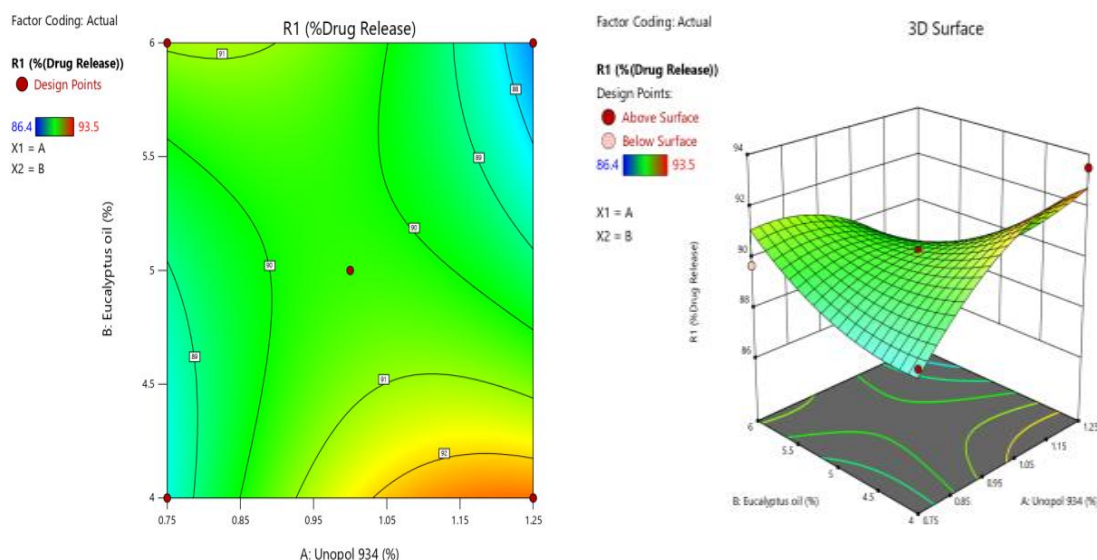 Factor Coding: Actual
R1 (%(Drug Release))
Design Points
86.4 93.5
X1 = A
X2 = B
R1 (%Drug Release)
B: Eucalyptus oil (%)
6
5.5
5
4.5
4
0.75 0.85 0.95 1.05 1.15 1.25
A: Unopol 934 (%)
91
88
89
90
90
89
91
92
Factor Coding: Actual
3D Surface
R1 (%(Drug Release))
Design Points:
Above Surface
Below Surface
86.4 93.5
X1 = A
X2 = B
R1 (%Drug Release)
94
92
90
88
86
6
5.5
5
4.5
4
0.75
0.85
0.95
1.05
1.15
1.25
B: Eucalyptus oil (%)
A: Unopol 934 (%)